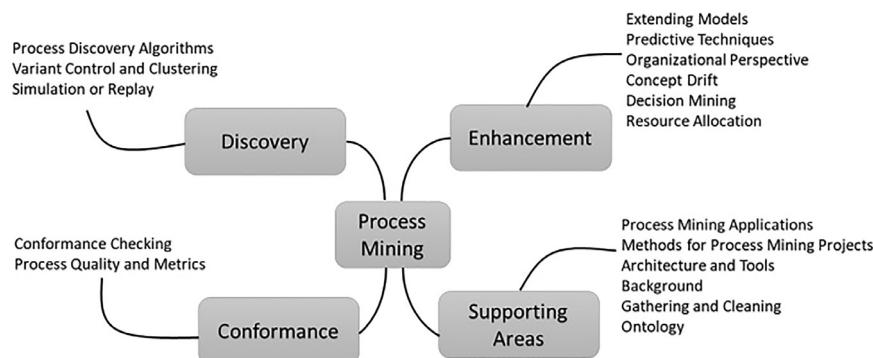 Process Discovery Algorithms
Variant Control and Clustering
Simulation or Replay
Discovery
Extending Models
Predictive Techniques
Organizational Perspective
Concept Drift
Decision Mining
Resource Allocation
Enhancement
Process
Mining
Conformance Checking
Process Quality and Metrics
Conformance
Process Mining Applications
Methods for Process Mining Projects
Architecture and Tools
Background
Gathering and Cleaning
Ontology
Supporting
Areas